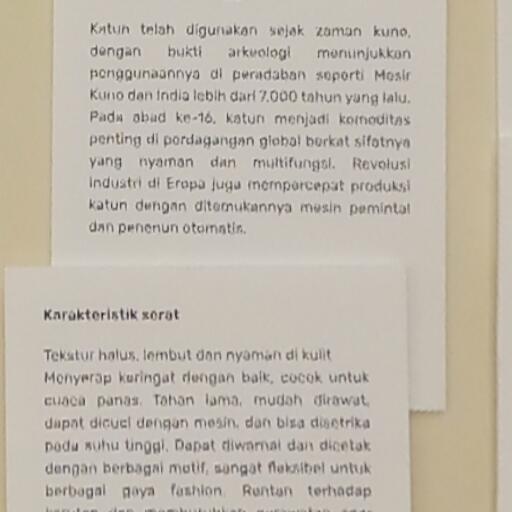 Katun telah digunakan sejak zaman kuno,
dengan bukti arkeologi menunjukkan
penggunaannya di peradaban seperti Mesir
Kuno dan India lebih dari 7.000 tahun yang lalu.
Pada abad ke-16, katun menjadi komoditas
penting di perdagangan global berkat sifatnya
yang nyaman dan multifungsi. Revolusi
Industri di Eropa juga mempercepat produksi
katun dengan ditemukannya mesin pemintal
dan penenun otomatis.
Karakteristik serat
Tekstur halus, lembut dan nyaman di kulit
Menyerap keringat dengan baik, cocok untuk
cuaca panas. Tahan lama, mudah dirawat,
dapat dicuci dengan mesin, dan bisa disetrika
pada suhu tinggi. Dapat diwarnai dan dicetak
dengan berbagai motif, sangat fleksibel untuk
berbagai gaya fashion. Rentan terhadap